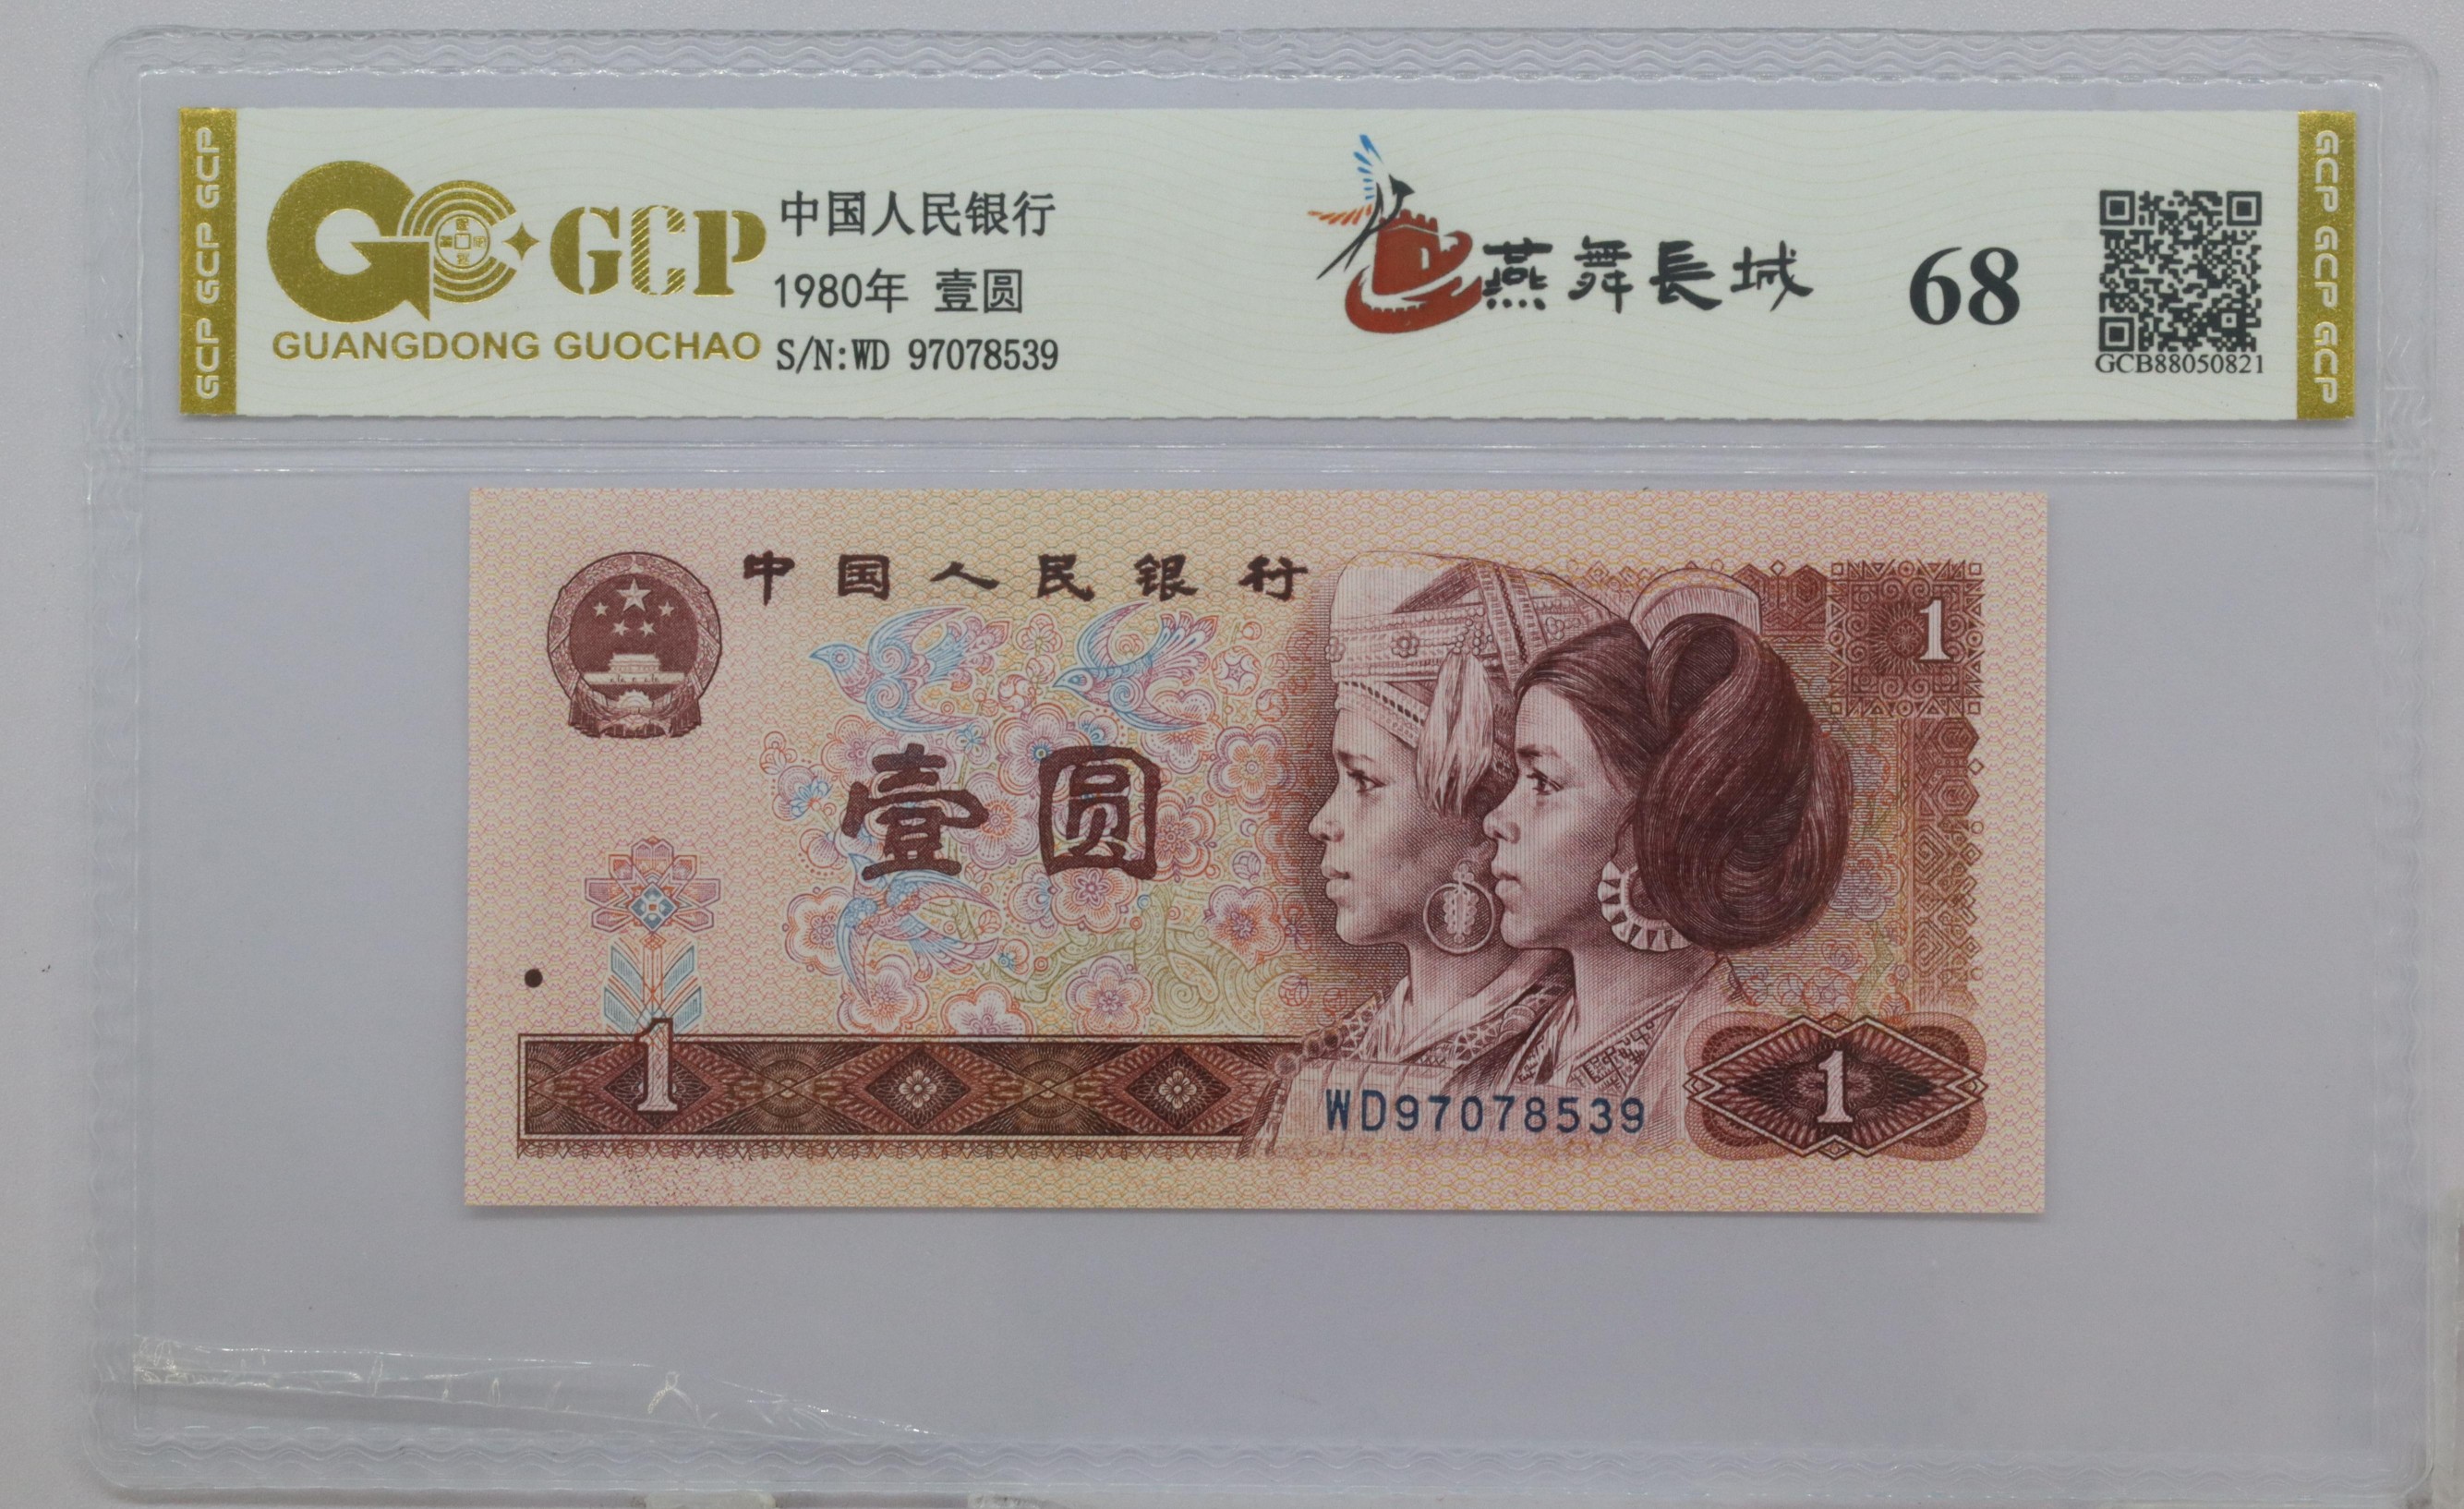 GCP GCP GCP GCP
GCP
GUANGDONG GUOCHAO
中国人民银行
1980年 壹圆
S/N:WD 97078539
燕舞長城
68
GCB88050821
GCP GCP GCP GCP
中国人民银行
1
壹圆
1
WD97078539
1